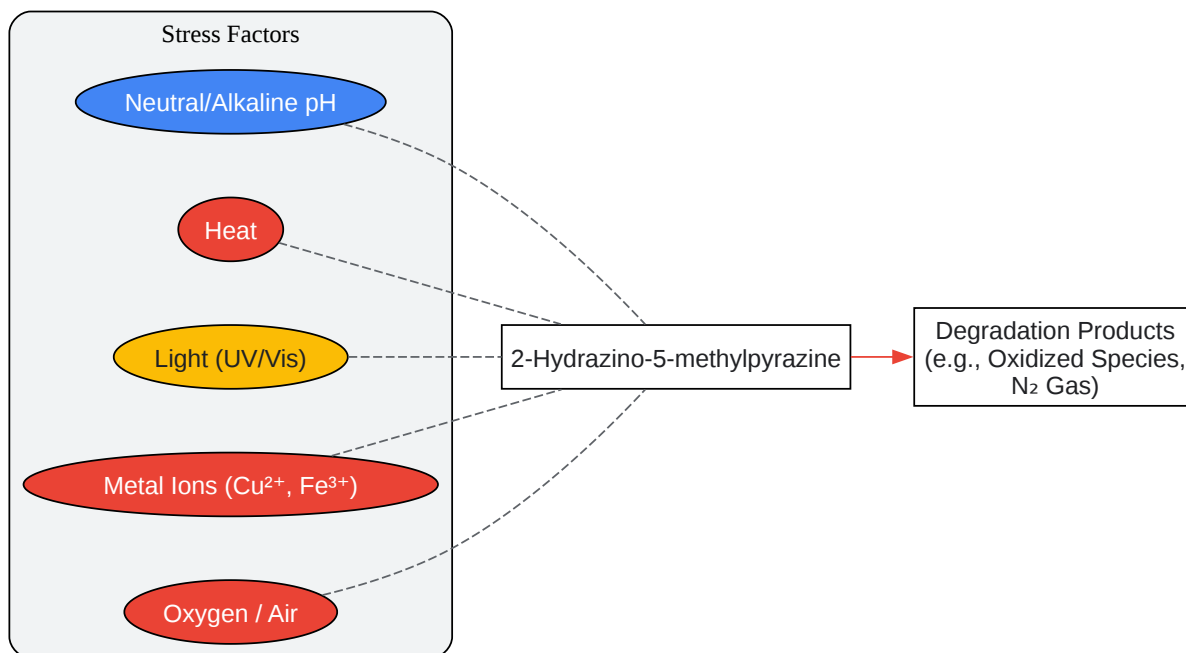 Stress Factors
Neutral/Alkaline pH
Heat
Light (UV/Vis)
Metal Ions (Cu²⁺, Fe³⁺)
Oxygen / Air
2-Hydrazino-5-methylpyrazine
Degradation Products
(e.g., Oxidized Species,
N₂ Gas)